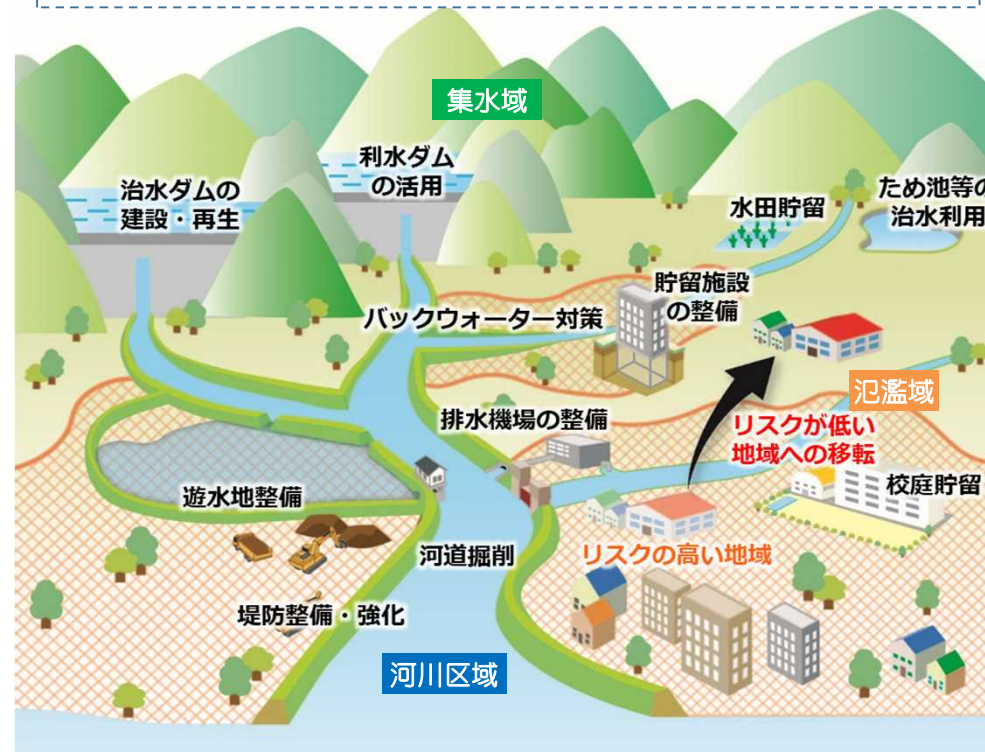 集水域
利水ダム
の活用
治水ダムの
建設・再生
水田貯留
ため池等の
治水利用
貯留施設
の整備
バックウォーター対策
氾濫域
排水機場の整備
リスクが低い
地域への移転
遊水地整備
校庭貯留
河道掘削
リスクの高い地域
堤防整備・強化
河川区域